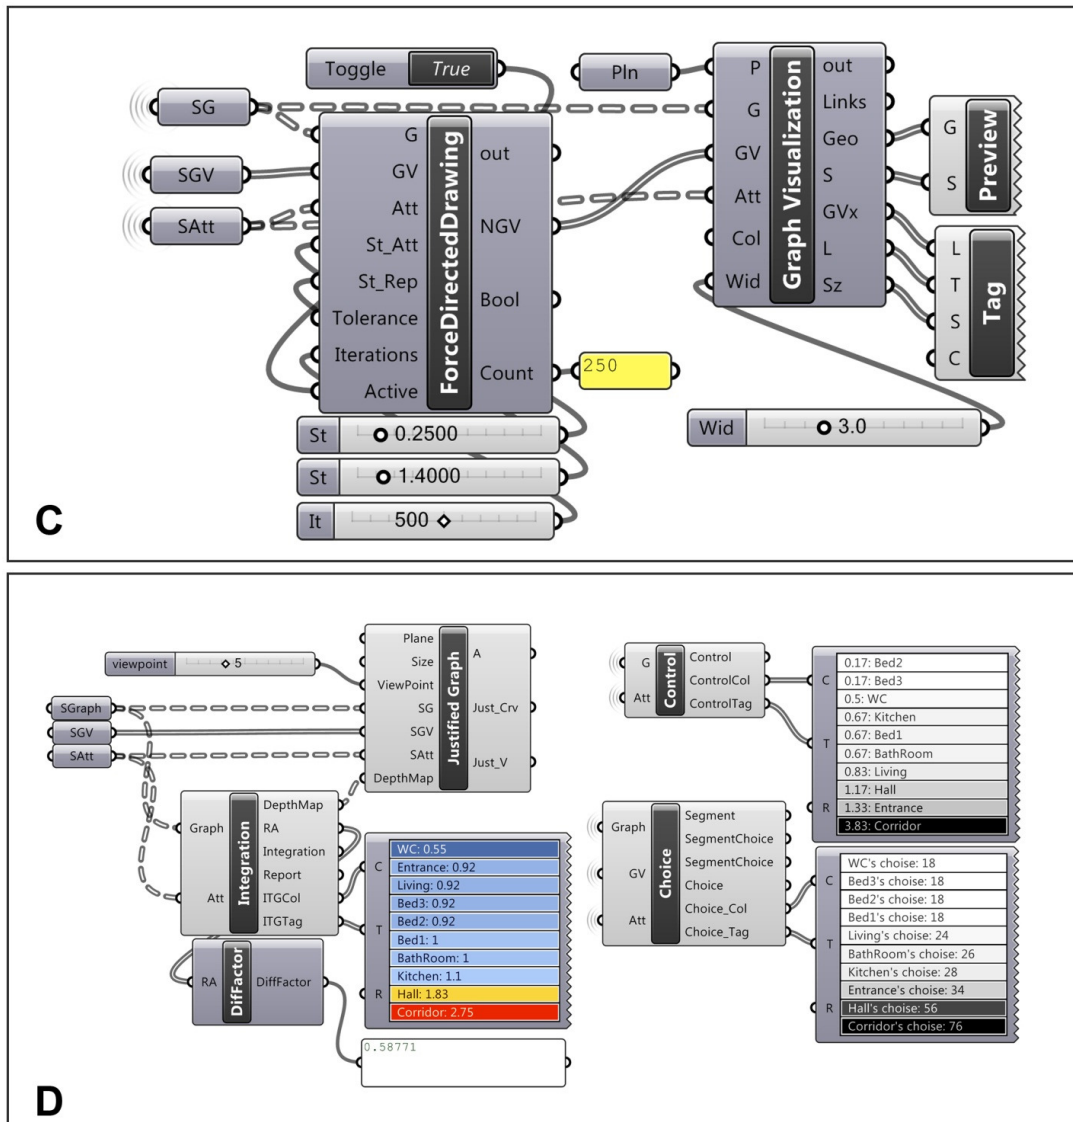 Toggle True
SG
SGV
SAtt
G
GV
Att
St_Att
St_Rep
Tolerance
Iterations
Active
ForceDirectedDrawing
out
NGV
Bool
Count
250
St 0.2500
St 1.4000
It 500
Pln
P
G
GV
Att
Col
Wid
Graph Visualization
out
Links
Geo
S
GVx
L
Sz
G
S
Preview
L
T
S
C
Tag
Wid 3.0
C
viewpoint 5
SGraph
SGV
SAtt
Plane
Size
ViewPoint
SG
SGV
SAtt
DepthMap
Justified Graph
A
Just_Crv
Just_V
Graph
Att
Integration
DepthMap
RA
Integration
Report
ITGCol
ITGTag
RA
DifFactor
DiffFactor
C
T
R
WC: 0.55
Entrance: 0.92
Living: 0.92
Bed3: 0.92
Bed2: 0.92
Bed1: 1
BathRoom: 1
Kitchen: 1.1
Hall: 1.83
Corridor: 2.75
0.58771
G
Att
Control
Control
ControlCol
ControlTag
C
T
R
0.17: Bed2
0.17: Bed3
0.5: WC
0.67: Kitchen
0.67: Bed1
0.67: BathRoom
0.83: Living
1.17: Hall
1.33: Entrance
3.83: Corridor
Graph
GV
Att
Choice
Segment
SegmentChoice
SegmentChoice
Choice
Choice_Col
Choice_Tag
C
T
R
WC's choise: 18
Bed3's choise: 18
Bed2's choise: 18
Bed1's choise: 18
Living's choise: 24
BathRoom's choise: 26
Kitchen's choise: 28
Entrance's choise: 34
Hall's choise: 56
Corridor's choise: 76
D